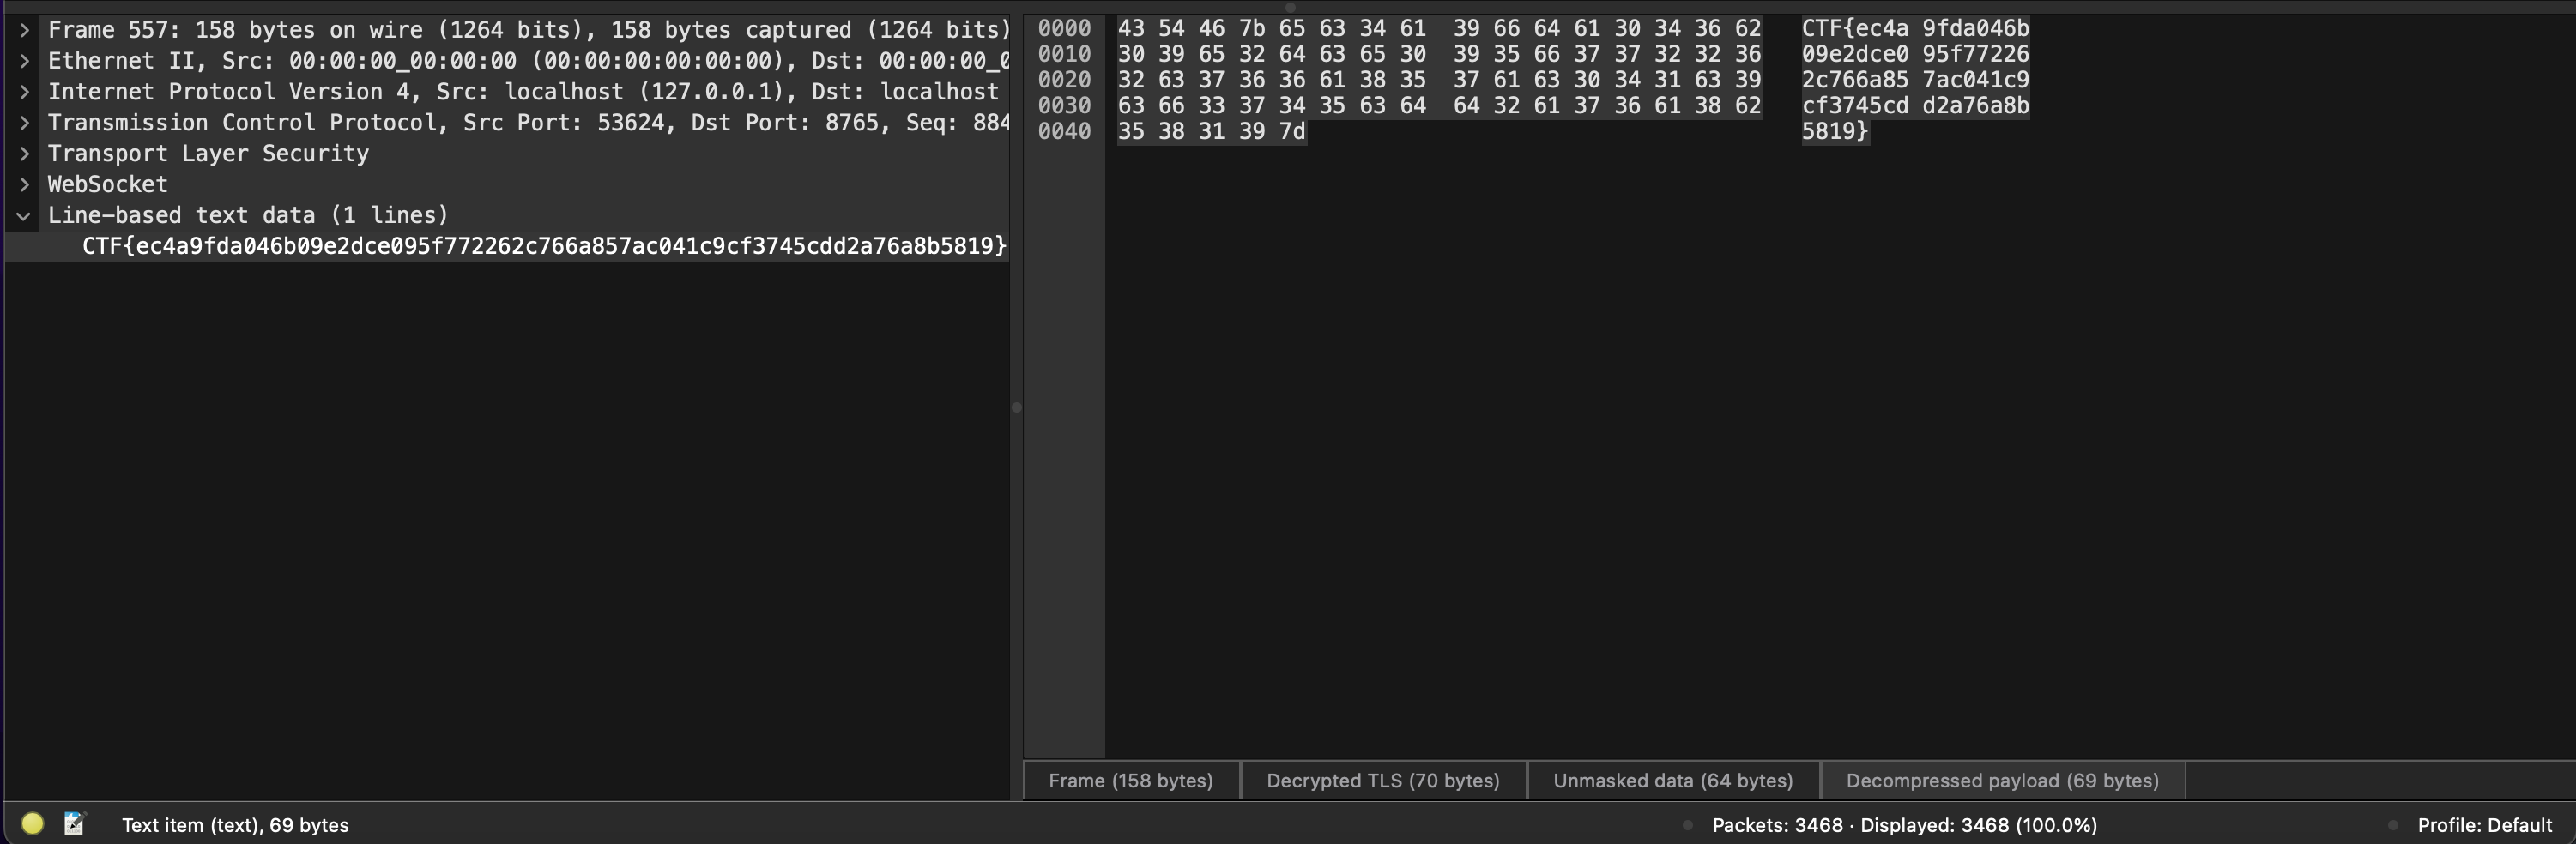 Frame 557: 158 bytes on wire (1264 bits), 158 bytes captured (1264 bits)
Ethernet II, Src: 00:00:00_00:00:00 (00:00:00:00:00:00), Dst: 00:00:00_0
Internet Protocol Version 4, Src: localhost (127.0.0.1), Dst: localhost
Transmission Control Protocol, Src Port: 53624, Dst Port: 8765, Seq: 884
Transport Layer Security
WebSocket
Line-based text data (1 lines)
CTF{ec4a9fda046b09e2dce095f772262c766a857ac041c9cf3745cdd2a76a8b5819}
0000 43 54 46 7b 65 63 34 61 39 66 64 61 30 34 36 62 CTF{ec4a 9fda046b
0010 30 39 65 32 64 63 65 30 39 35 66 37 37 32 32 36 09e2dce0 95f77226
0020 32 63 37 36 36 61 38 35 37 61 63 30 34 31 63 39 2c766a85 7ac041c9
0030 63 66 33 37 34 35 63 64 64 32 61 37 36 61 38 62 cf3745cd d2a76a8b
0040 35 38 31 39 7d 5819}
Frame (158 bytes) Decrypted TLS (70 bytes) Unmasked data (64 bytes) Decompressed payload (69 bytes)
Text item (text), 69 bytes Packets: 3468 · Displayed: 3468 (100.0%) Profile: Default